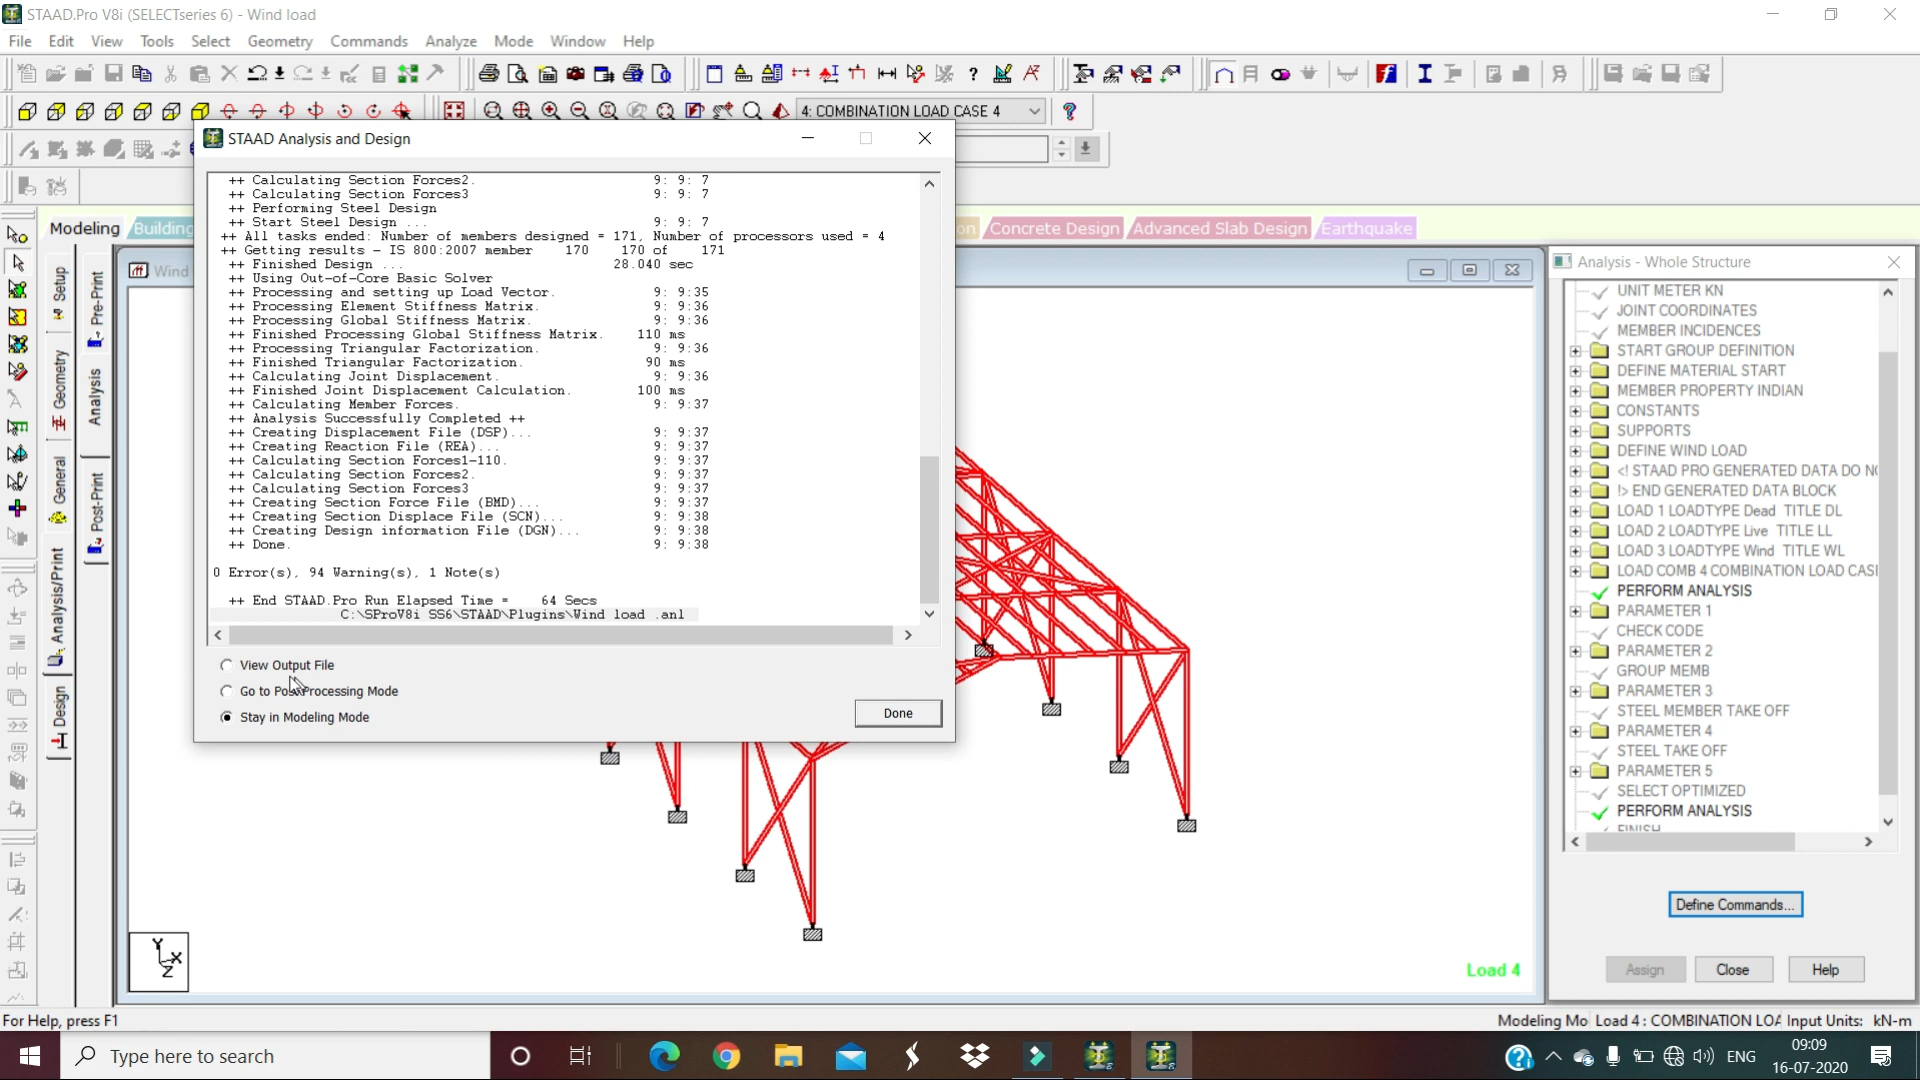 STAAD.Pro V8i (SELECTseries 6) - Wind load
File Edit View Tools Select Geometry Commands Analyze Mode Window Help
4: COMBINATION LOAD CASE 4
STAAD Analysis and Design
++ Calculating Section Forces2. 9: 9: 7
++ Calculating Section Forces3 9: 9: 7
++ Performing Steel Design
++ Start Steel Design ... 9: 9: 7
++ All tasks ended: Number of members designed = 171, Number of processors used = 4
++ Getting results - IS 800:2007 member 170 170 of 171
++ Finished Design ... 28.040 sec
++ Using Out-of-Core Basic Solver
++ Processing and setting up Load Vector. 9: 9:35
++ Processing Element Stiffness Matrix. 9: 9:36
++ Processing Global Stiffness Matrix. 9: 9:36
++ Finished Processing Global Stiffness Matrix. 110 ms
++ Processing Triangular Factorization. 9: 9:36
++ Finished Triangular Factorization. 90 ms
++ Calculating Joint Displacement. 9: 9:36
++ Finished Joint Displacement Calculation. 100 ms
++ Calculating Member Forces. 9: 9:37
++ Analysis Successfully Completed ++
++ Creating Displacement File (DSP)... 9: 9:37
++ Creating Reaction File (REA)... 9: 9:37
++ Calculating Section Forces1-110. 9: 9:37
++ Calculating Section Forces2. 9: 9:37
++ Calculating Section Forces3 9: 9:37
++ Creating Section Force File (BMD)... 9: 9:37
++ Creating Section Displace File (SCN)... 9: 9:38
++ Creating Design information File (DGN)... 9: 9:38
++ Done. 9: 9:38
0 Error(s), 94 Warning(s), 1 Note(s)
++ End STAAD.Pro Run Elapsed Time = 64 Secs
C:\SProV8i SS6\STAAD\Plugins\Wind load .anl
View Output File
Go to Post Processing Mode
Stay in Modeling Mode
Done
Modeling Building on Concrete Design Advanced Slab Design Earthquake
Setup
Geometry
General
Analysis/Print
Design
Pre-Print
Analysis
Post-Print
Wind
Analysis - Whole Structure
UNIT METER KN
JOINT COORDINATES
MEMBER INCIDENCES
START GROUP DEFINITION
DEFINE MATERIAL START
MEMBER PROPERTY INDIAN
CONSTANTS
SUPPORTS
DEFINE WIND LOAD
<! STAAD PRO GENERATED DATA DO N
!> END GENERATED DATA BLOCK
LOAD 1 LOADTYPE Dead TITLE DL
LOAD 2 LOADTYPE Live TITLE LL
LOAD 3 LOADTYPE Wind TITLE WL
LOAD COMB 4 COMBINATION LOAD CASI
PERFORM ANALYSIS
PARAMETER 1
CHECK CODE
PARAMETER 2
GROUP MEMB
PARAMETER 3
STEEL MEMBER TAKE OFF
PARAMETER 4
STEEL TAKE OFF
PARAMETER 5
SELECT OPTIMIZED
PERFORM ANALYSIS
FINISH
Define Commands...
Assign Close Help
Y
X
Z
Load 4
For Help, press F1
Modeling Mo Load 4 : COMBINATION LOA Input Units: kN-m
Type here to search
ENG
09:09
16-07-2020